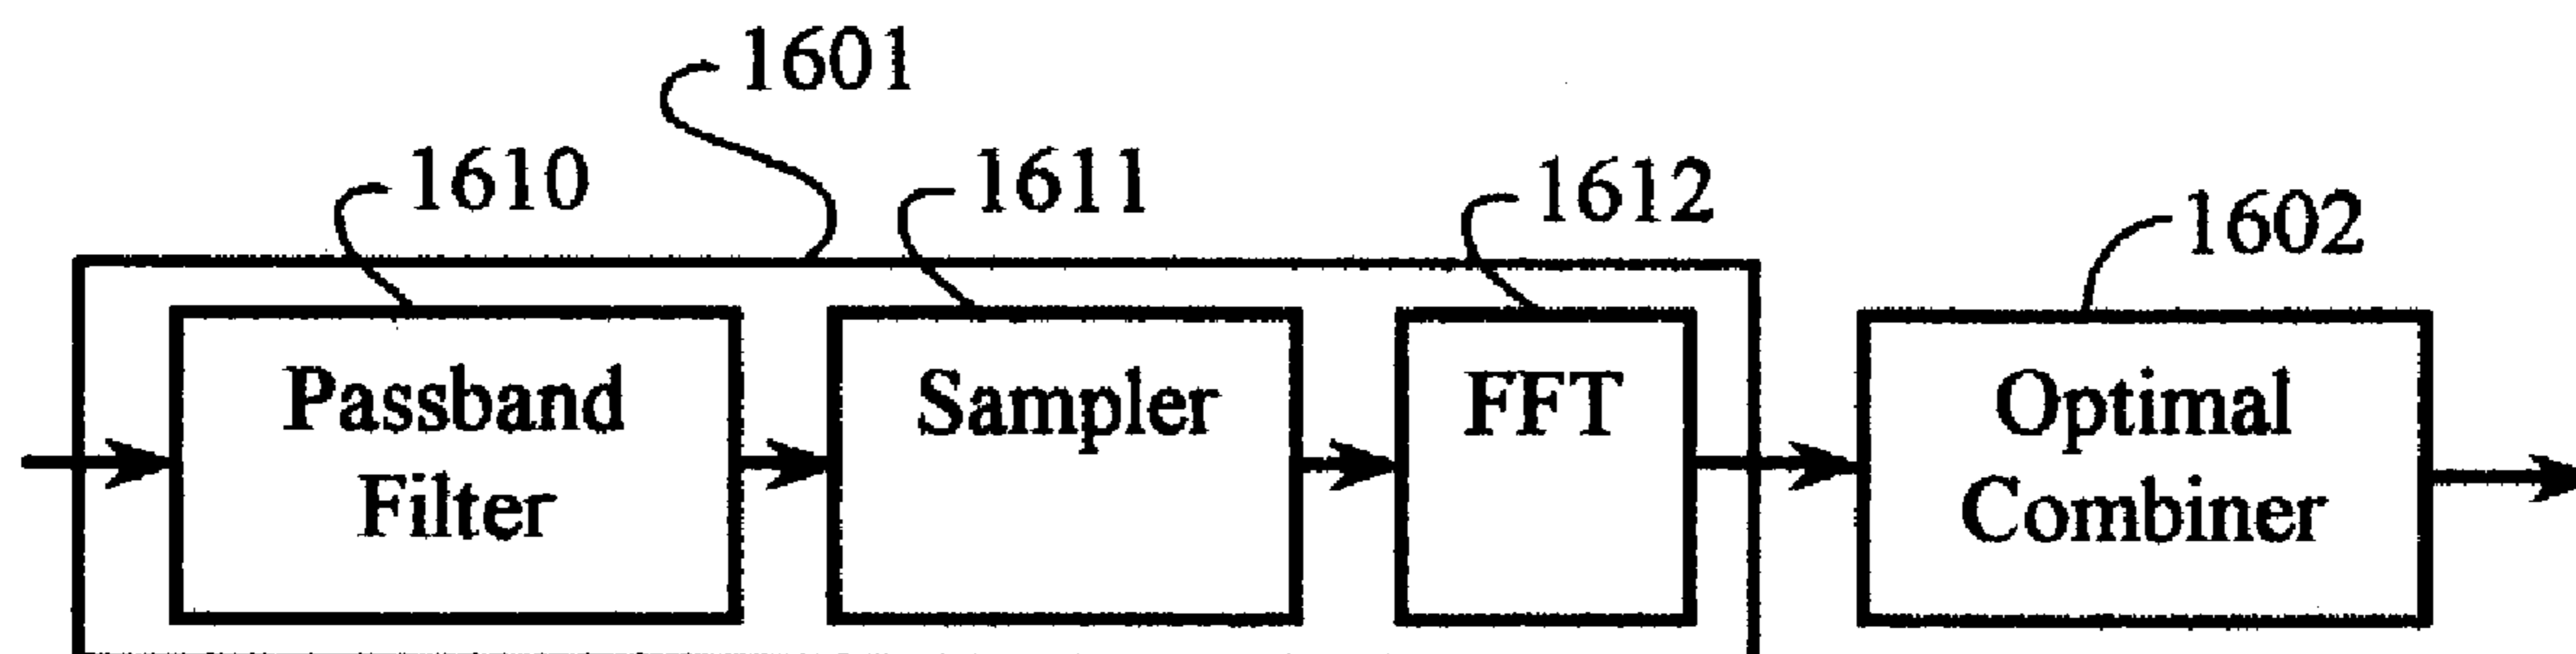 1601
1610
1611
1612
1602
Passband
Filter
Sampler
FFT
Optimal
Combiner